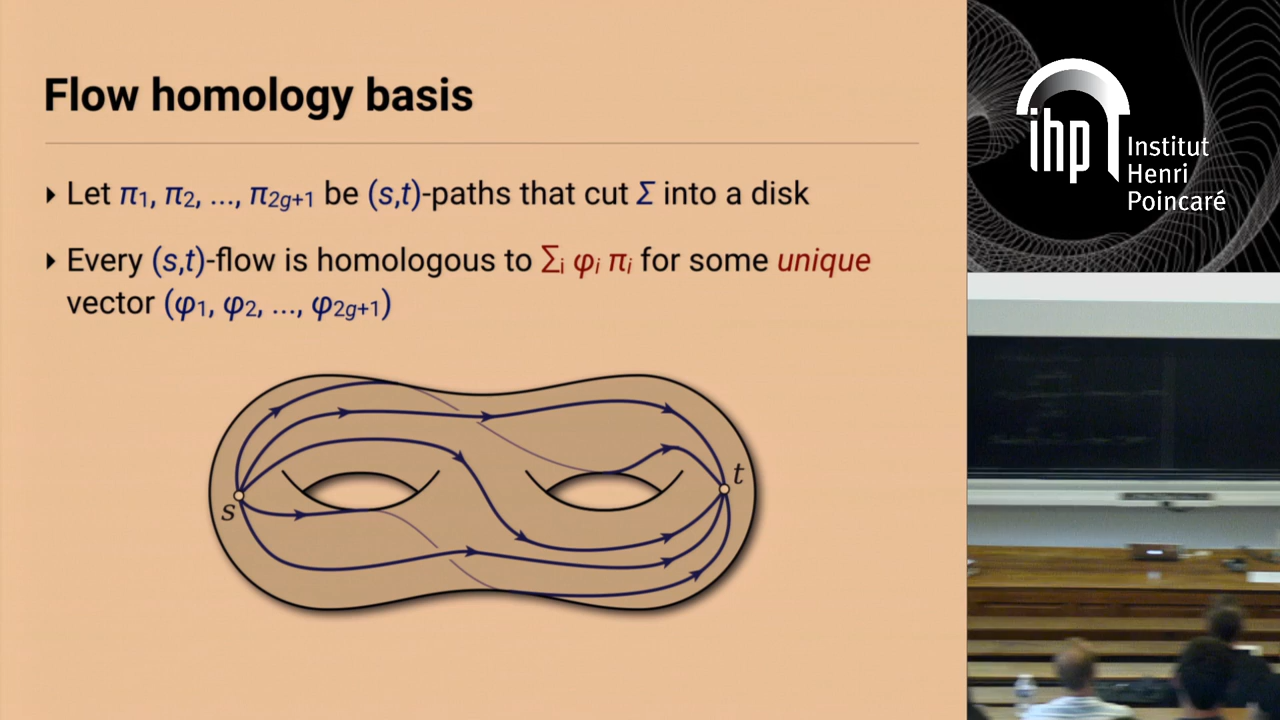 Flow homology basis
‣ Let π₁, π₂, ..., π₂g₊₁ be (s,t)-paths that cut Σ into a disk
‣ Every (s,t)-flow is homologous to ∑ᵢ φᵢ πᵢ for some unique
vector (φ₁, φ₂, ..., φ₂g₊₁)
s
t
ihp
Institut
Henri
Poincaré